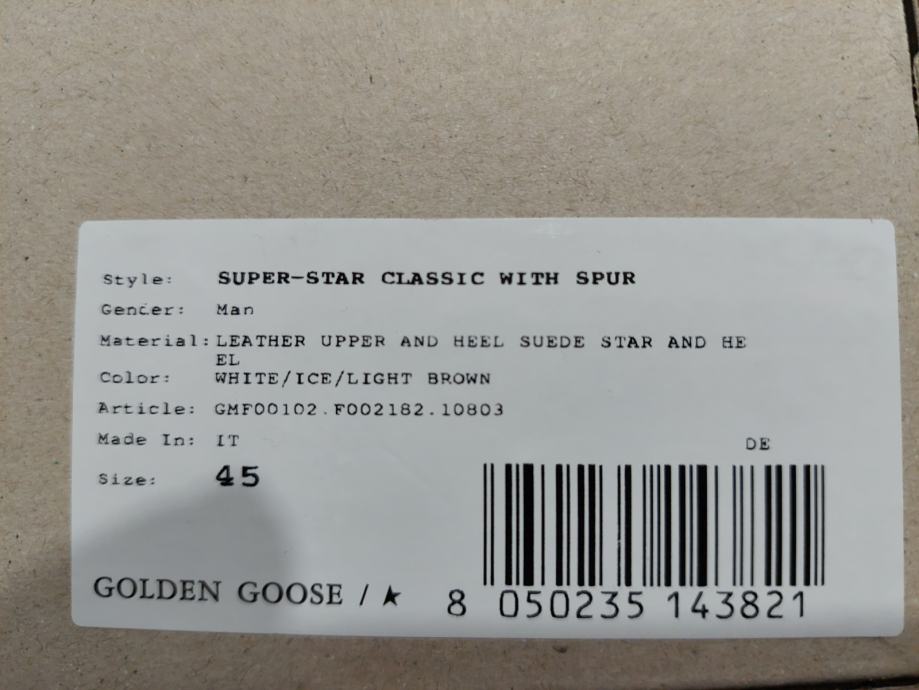 Style: SUPER-STAR CLASSIC WITH SPUR
Gender: Man
Material: LEATHER UPPER AND HEEL SUEDE STAR AND HE
EL
Color: WHITE/ICE/LIGHT BROWN
Article: GMF00102.F002182.10803
Made In: IT
DE
Size: 45
GOLDEN GOOSE / ★
8 050235 143821